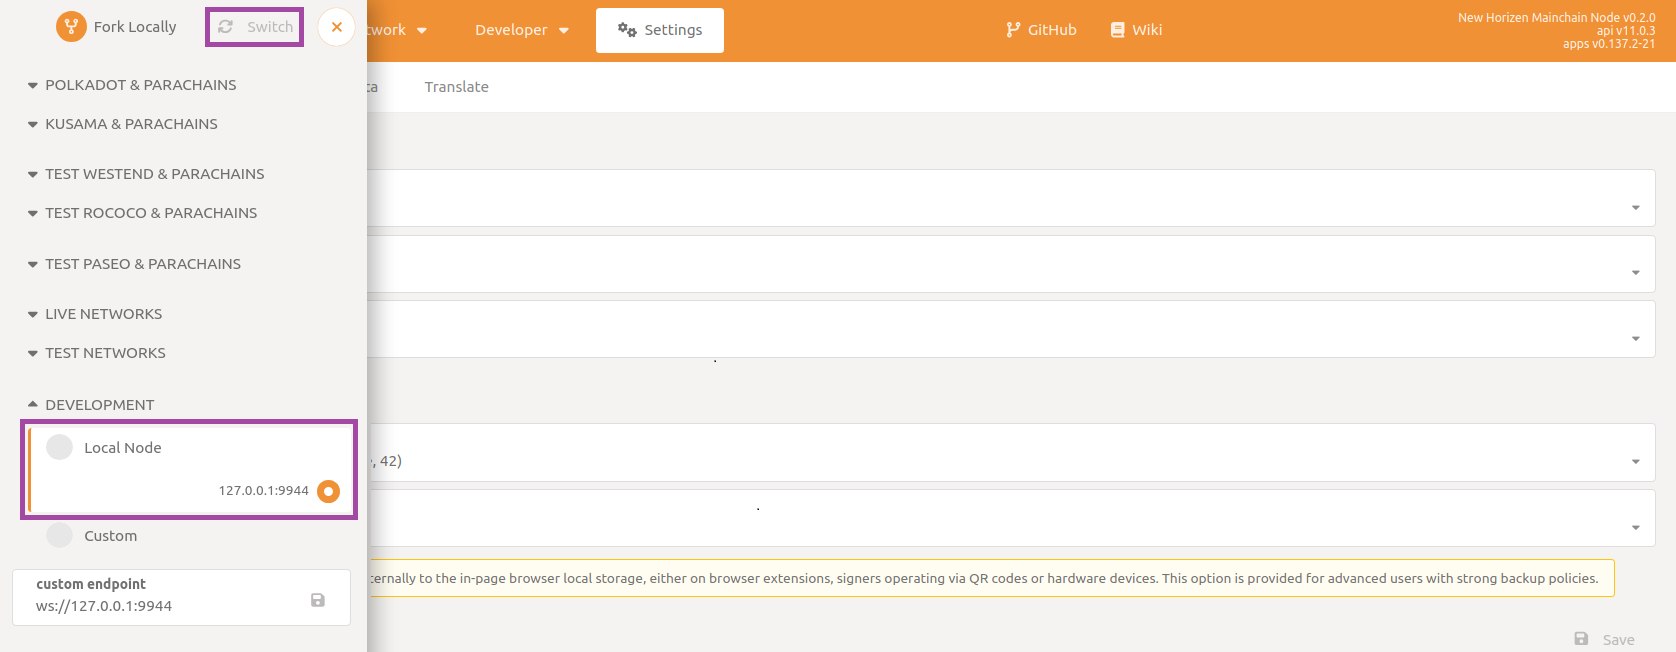 Fork Locally
Switch
twork
Developer
Settings
GitHub
Wiki
New Horizen Mainchain Node v0.2.0
api v11.0.3
apps v0.137.2-21
POLKADOT & PARACHAINS
KUSAMA & PARACHAINS
TEST WESTEND & PARACHAINS
TEST ROCOCO & PARACHAINS
TEST PASEO & PARACHAINS
LIVE NETWORKS
TEST NETWORKS
DEVELOPMENT
Local Node
127.0.0.1:9944
Custom
custom endpoint
ws://127.0.0.1:9944
ta
Translate
, 42)
ternally to the in-page browser local storage, either on browser extensions, signers operating via QR codes or hardware devices. This option is provided for advanced users with strong backup policies.
Save